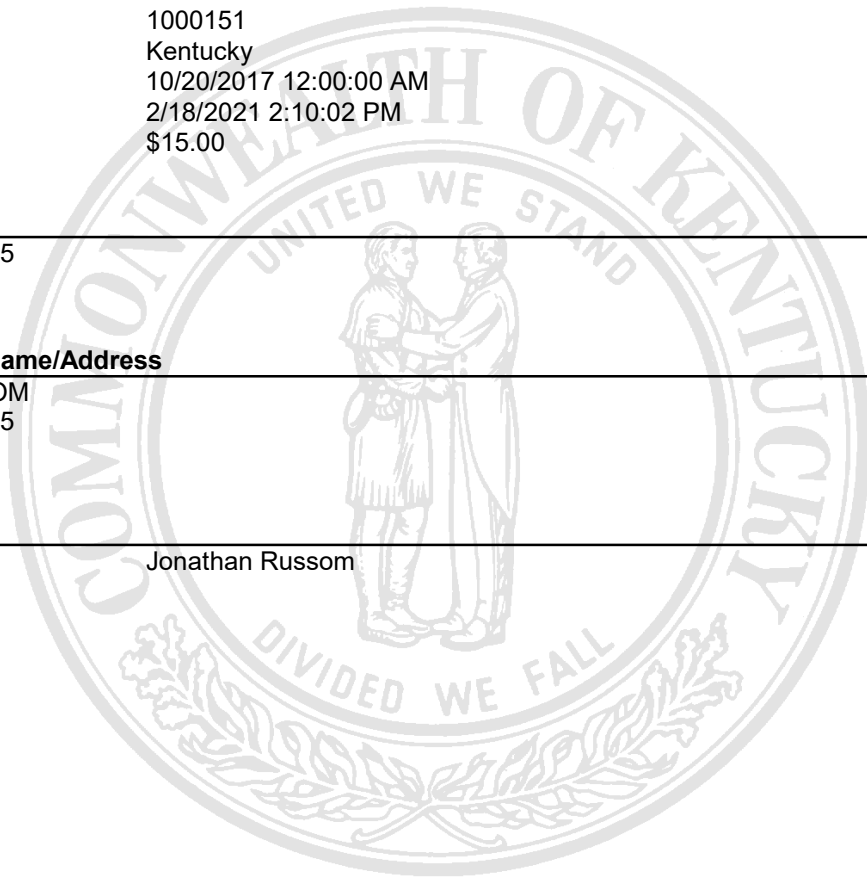 1000151
Kentucky
10/20/2017 12:00:00 AM
2/18/2021 2:10:02 PM
$15.00
COMMONWEALTH OF KENTUCKY
UNITED WE STAND
5
ame/Address
OM
5
Jonathan Russom
DIVIDED WE FALL